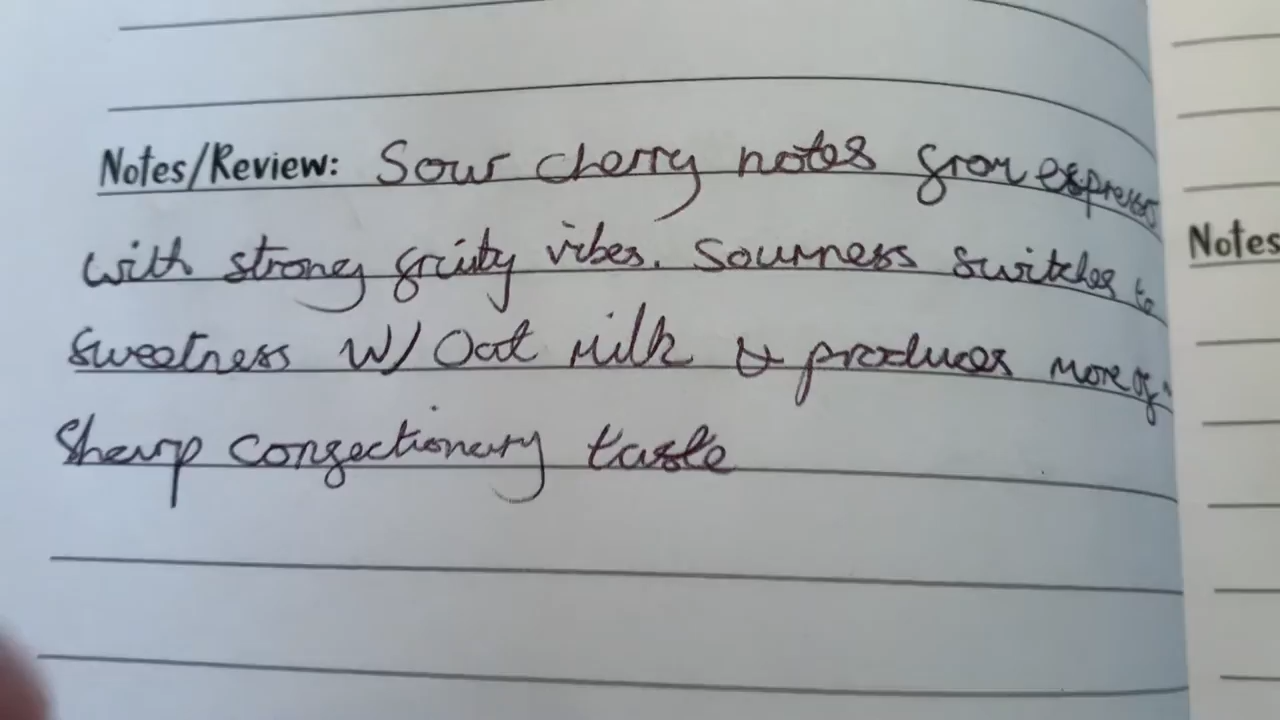 Notes/Review: Sour cherry notes from espresso
with strong fruity vibes. Sourness switches to
sweetness w/ Oat milk & produces more of a
sharp confectionary taste
Notes